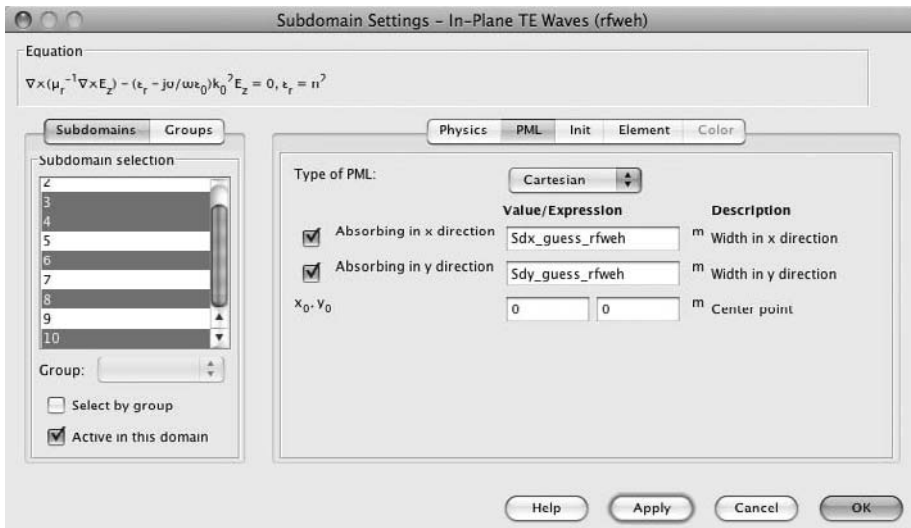 Subdomain Settings – In-Plane TE Waves (rfweh)
Equation
∇×(μr⁻¹∇×Ez) – (εr – jσ/ωε0)k0²Ez = 0, εr = n²
Subdomains Groups
Physics PML Init Element Color
Subdomain selection
2
3
4
5
6
7
8
9
10
Group:
Select by group
Active in this domain
Type of PML: Cartesian
Value/Expression Description
Absorbing in x direction Sdx_guess_rfweh m Width in x direction
Absorbing in y direction Sdy_guess_rfweh m Width in y direction
x0, y0 0 0 m Center point
Help Apply Cancel OK